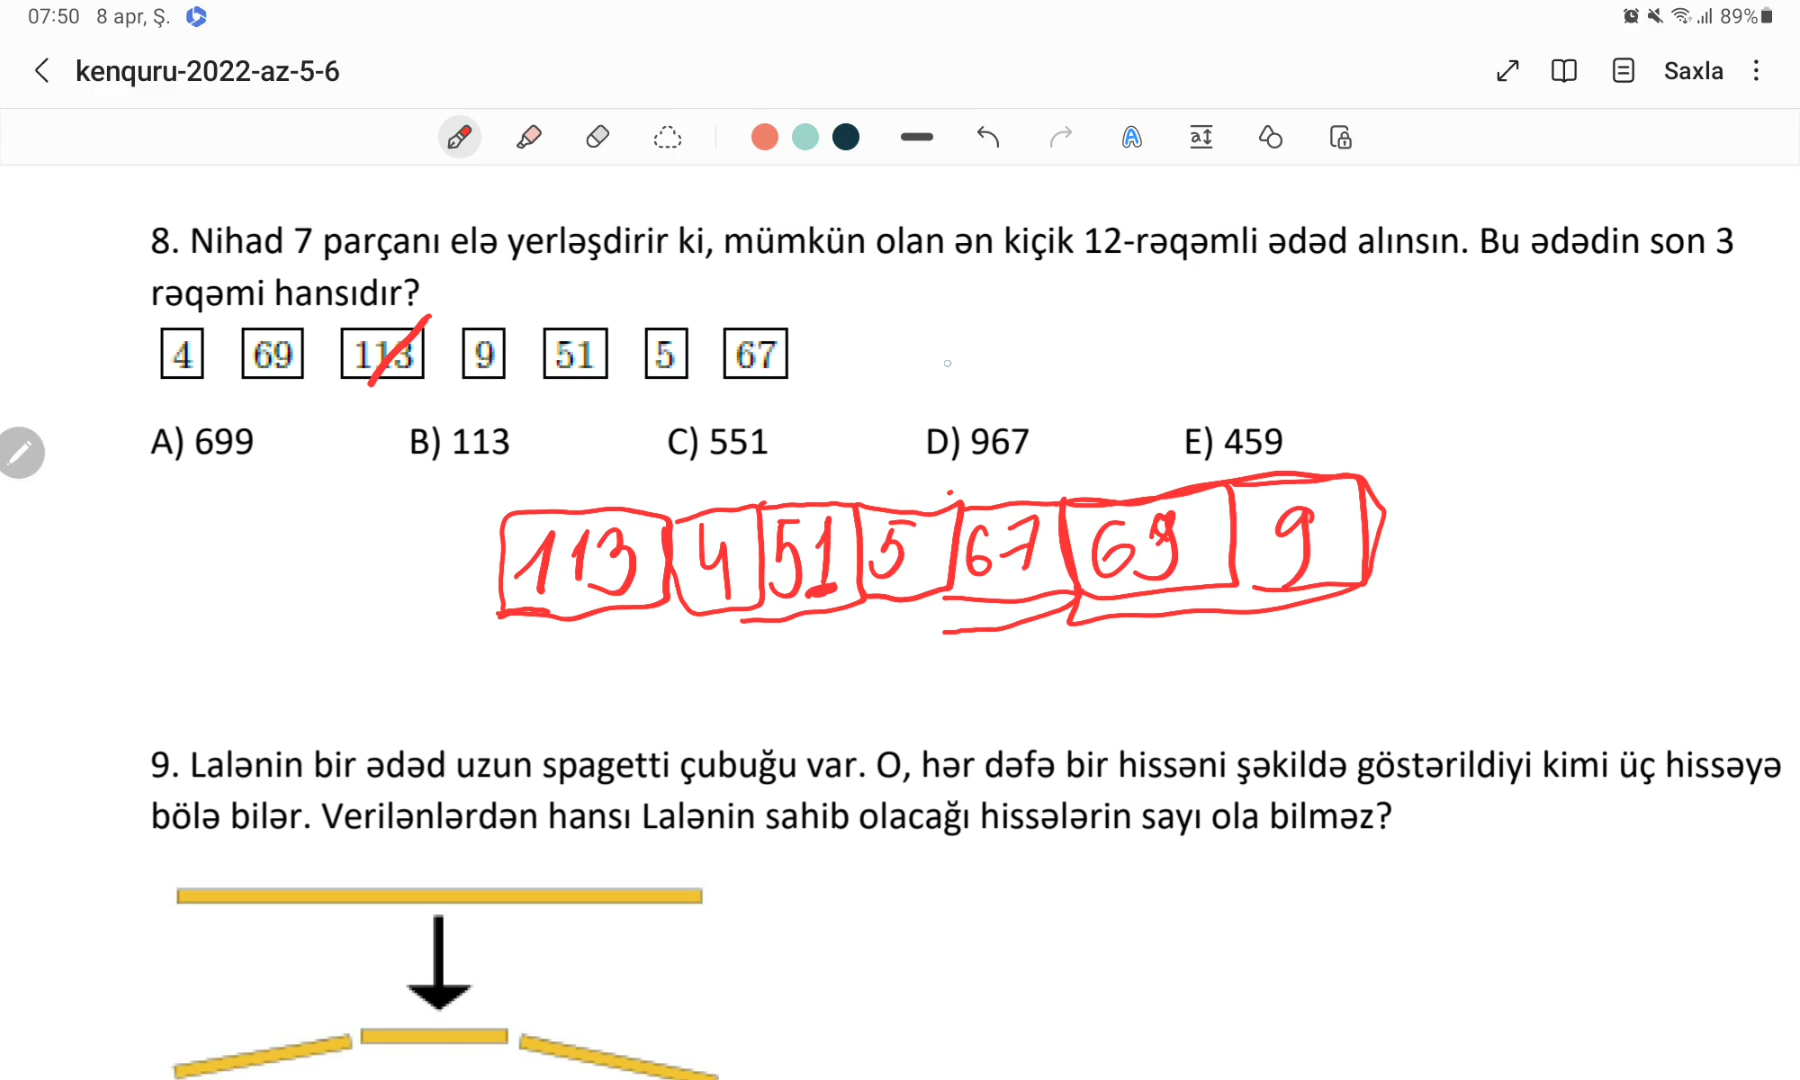 07:50 8 apr, Ş. 89%
kenquru-2022-az-5-6 Saxla
8. Nihad 7 parçanı elə yerləşdirir ki, mümkün olan ən kiçik 12-rəqəmli ədəd alınsın. Bu ədədin son 3
rəqəmi hansıdır?
4 69 113 9 51 5 67
A) 699 B) 113 C) 551 D) 967 E) 459
113 4 51 5 67 69 9
9. Lalənin bir ədəd uzun spagetti çubuğu var. O, hər dəfə bir hissəni şəkildə göstərildiyi kimi üç hissəyə
bölə bilər. Verilənlərdən hansı Lalənin sahib olacağı hissələrin sayı ola bilməz?